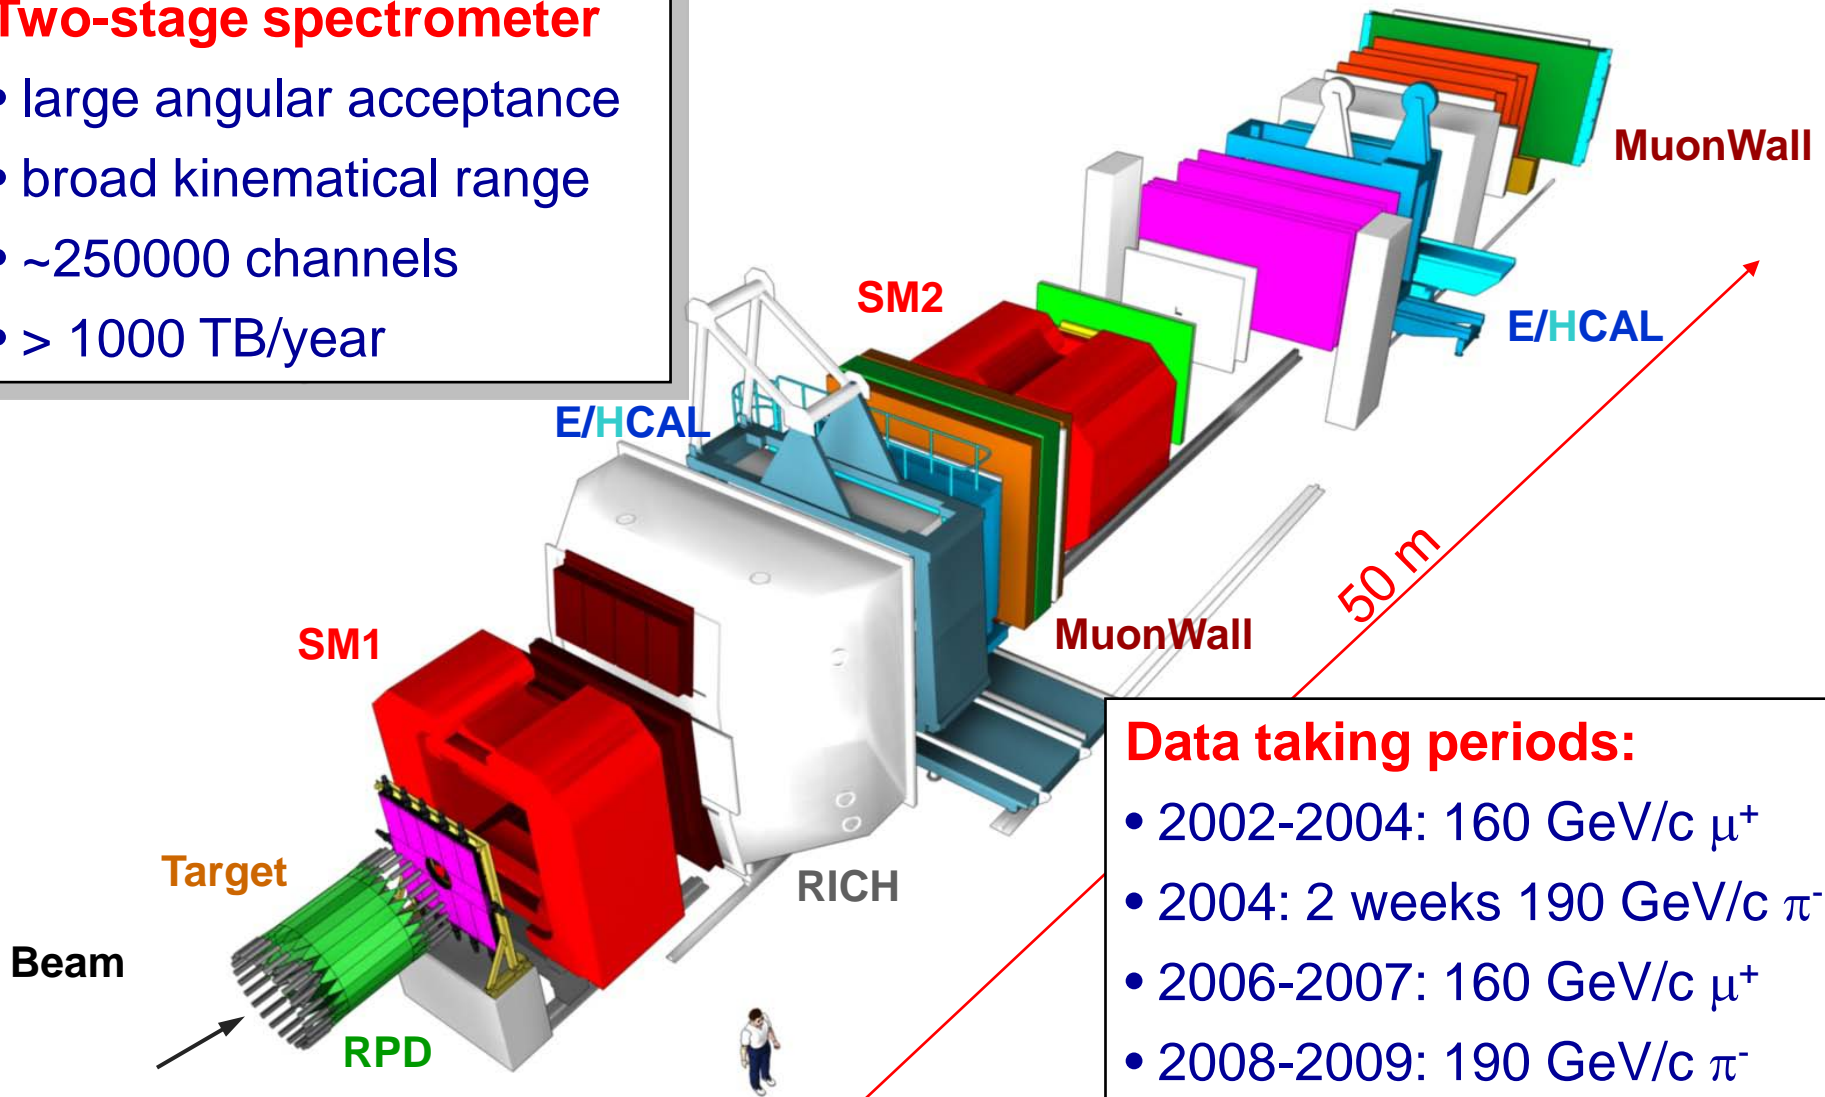 Two-stage spectrometer
• large angular acceptance
• broad kinematical range
• ~250000 channels
• > 1000 TB/year
MuonWall
SM2
E/HCAL
E/HCAL
50 m
SM1
MuonWall
Target
RICH
Beam
RPD
Data taking periods:
• 2002-2004: 160 GeV/c μ⁺
• 2004: 2 weeks 190 GeV/c π⁻
• 2006-2007: 160 GeV/c μ⁺
• 2008-2009: 190 GeV/c π⁻